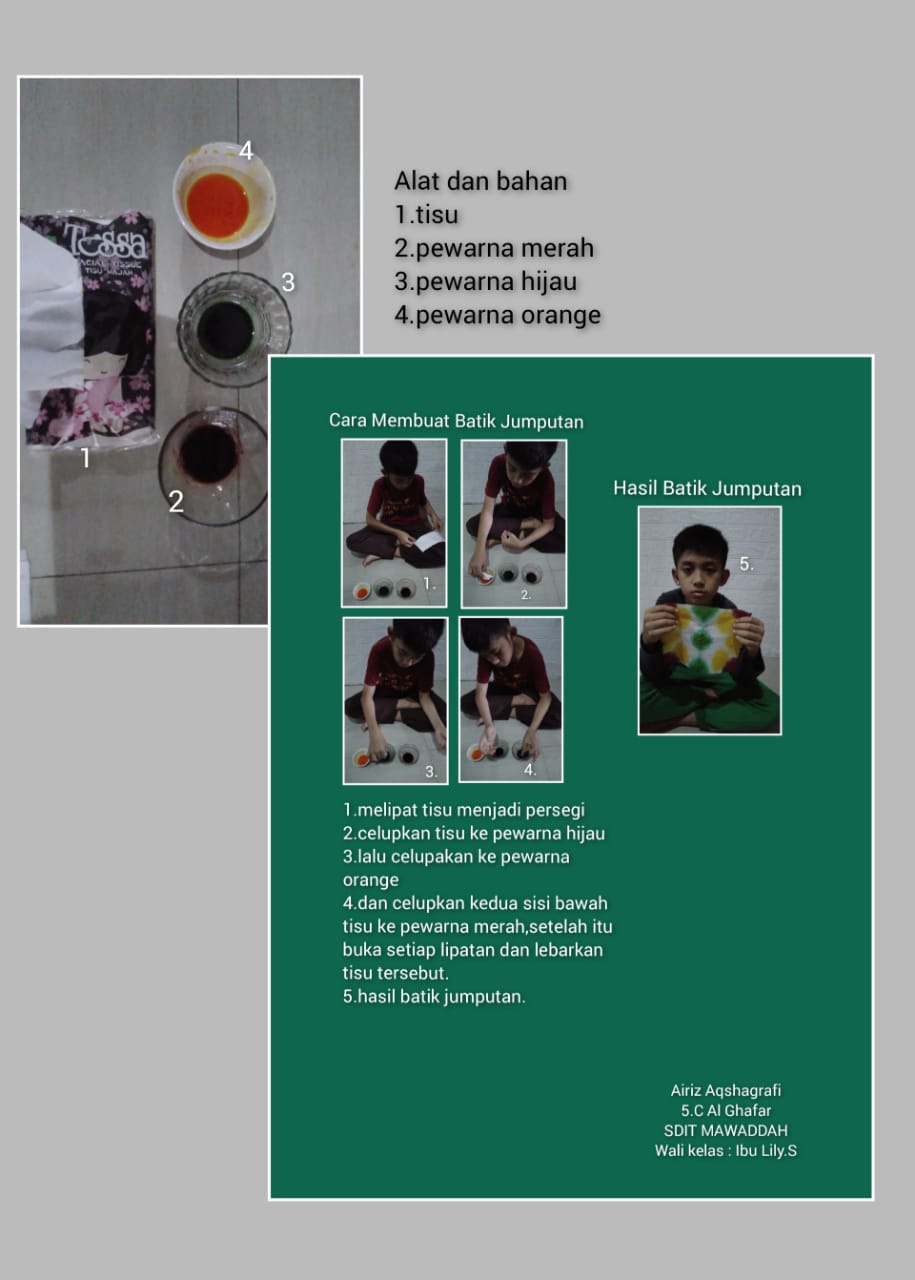 4
Tessa
FACIAL TISSUE
TISU WAJAH
3
1
2
Alat dan bahan
1.tisu
2.pewarna merah
3.pewarna hijau
4.pewarna orange
Cara Membuat Batik Jumputan
1.
2.
3.
4.
Hasil Batik Jumputan
5.
1.melipat tisu menjadi persegi
2.celupkan tisu ke pewarna hijau
3.lalu celupakan ke pewarna
orange
4.dan celupkan kedua sisi bawah
tisu ke pewarna merah,setelah itu
buka setiap lipatan dan lebarkan
tisu tersebut.
5.hasil batik jumputan.
Airiz Aqshagrafi
5.C Al Ghafar
SDIT MAWADDAH
Wali kelas : Ibu Lily.S